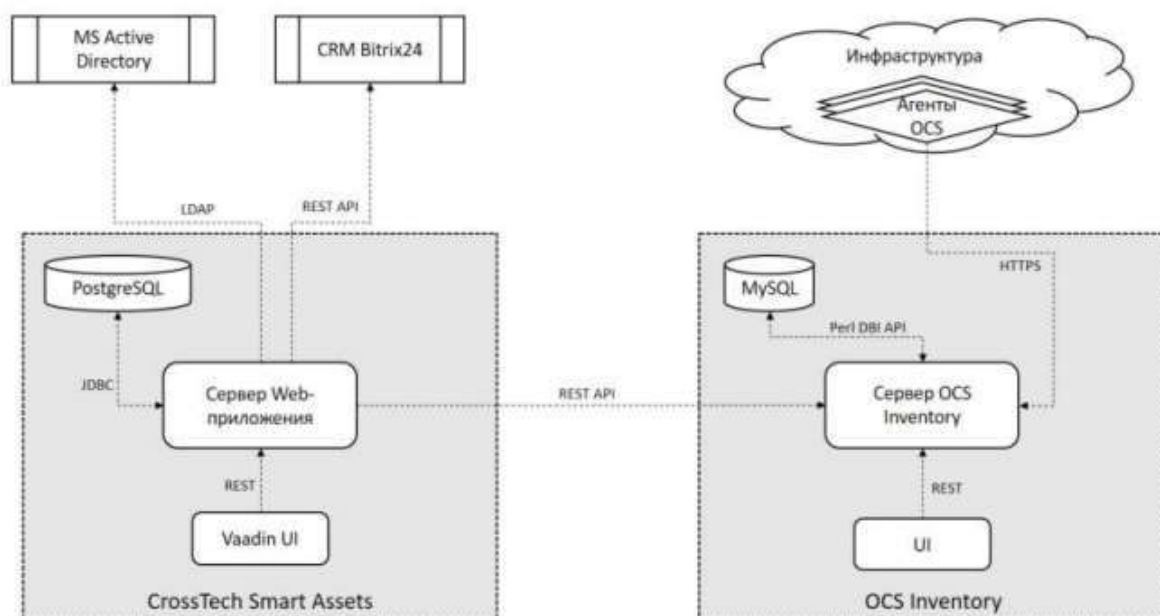 MS Active
Directory
CRM Bitrix24
Инфраструктура
Агенты
OCS
LDAP
REST API
PostgreSQL
MySQL
HTTPS
Perl DBI API
JDBC
Сервер Web-
приложения
REST API
Сервер OCS
Inventory
REST
REST
Vaadin UI
UI
CrossTech Smart Assets
OCS Inventory